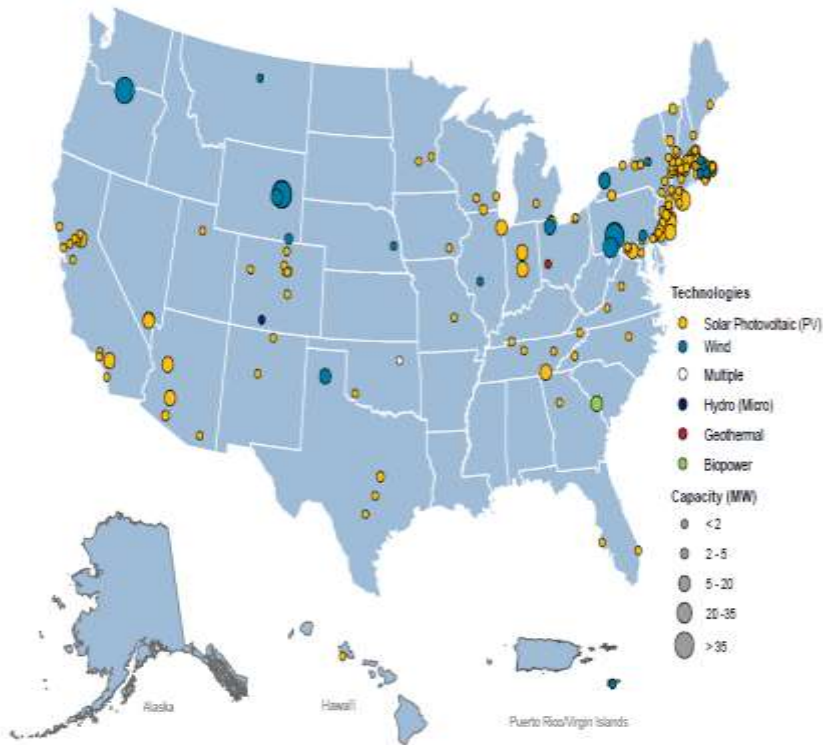 Technologies
Solar Photovoltaic (PV)
Wind
Multiple
Hydro (Micro)
Geothermal
Biopower
Capacity (MW)
< 2
2 - 5
5 - 20
20 -35
> 35
Alaska
Hawai'i
Puerto Rico/Virgin Islands